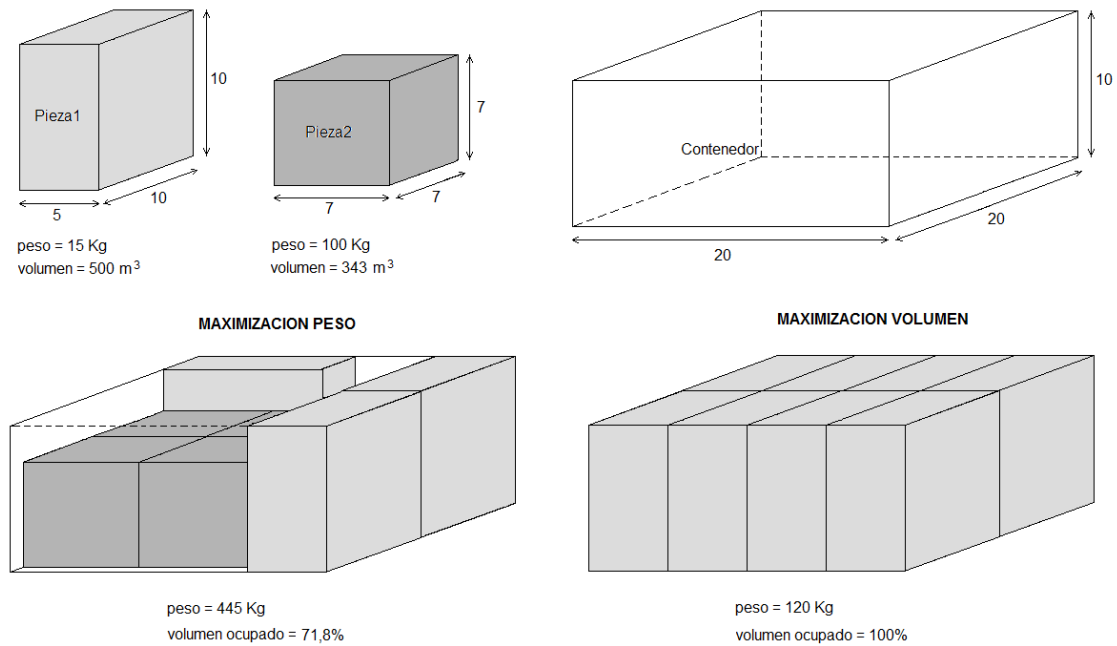 Pieza1
10
10
5
peso = 15 Kg
volumen = 500 m³
Pieza2
7
7
7
peso = 100 Kg
volumen = 343 m³
Contenedor
10
20
20
MAXIMIZACION PESO
peso = 445 Kg
volumen ocupado = 71,8%
MAXIMIZACION VOLUMEN
peso = 120 Kg
volumen ocupado = 100%